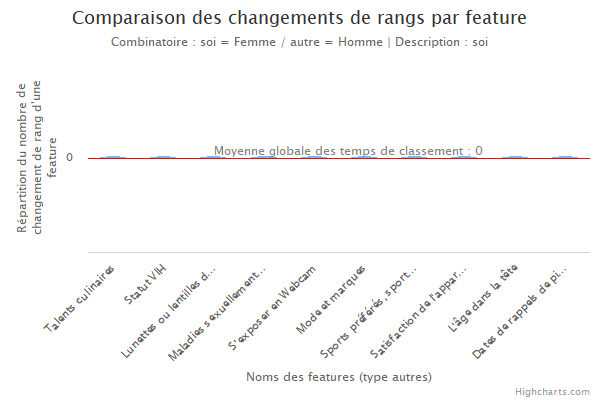 Comparaison des changements de rangs par feature
Combinatoire : soi = Femme / autre = Homme | Description : soi
Répartition du nombre de
changement de rang d'une
feature
0
Moyenne globale des temps de classement : 0
Talents culinaires
Statut VIH
Lunettes ou lentilles d...
Maladies sexuellement...
S'exposer en Webcam
Mode et marques
Sports préférés, sport...
Satisfaction de l'appar...
L'âge dans la tête
Dates de rappels de pi...
Noms des features (type autres)
Highcharts.com